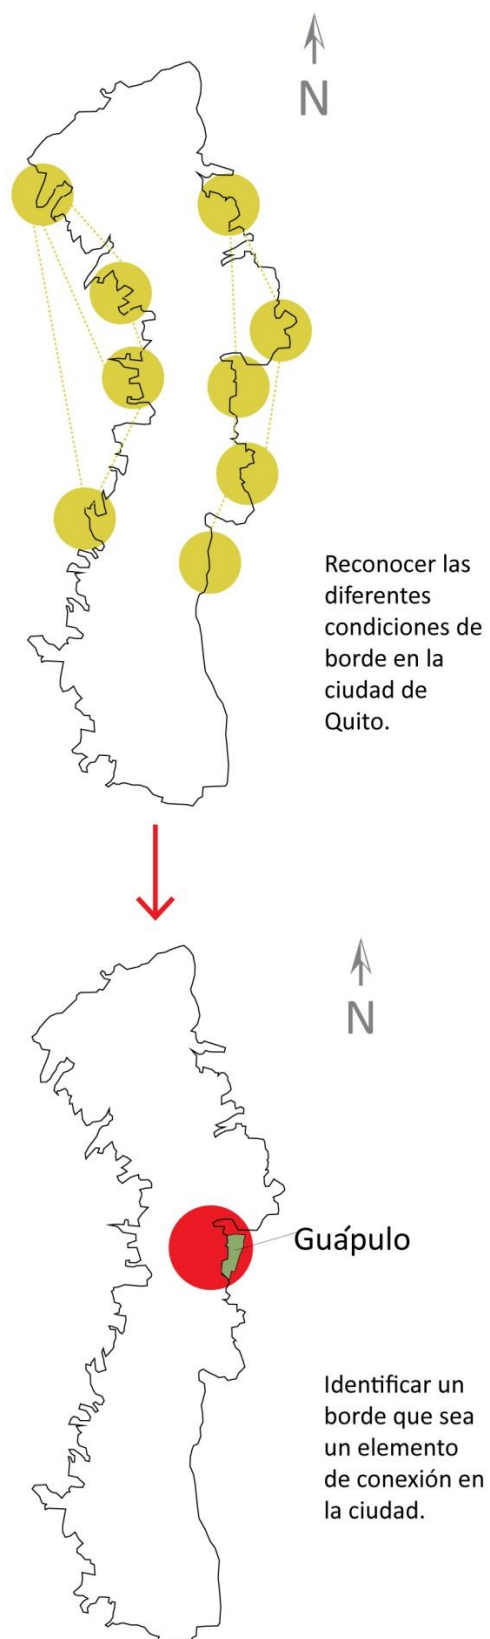 N
Reconocer las
diferentes
condiciones de
borde en la
ciudad de
Quito.
N
Guápulo
Identificar un
borde que sea
un elemento
de conexión en
la ciudad.